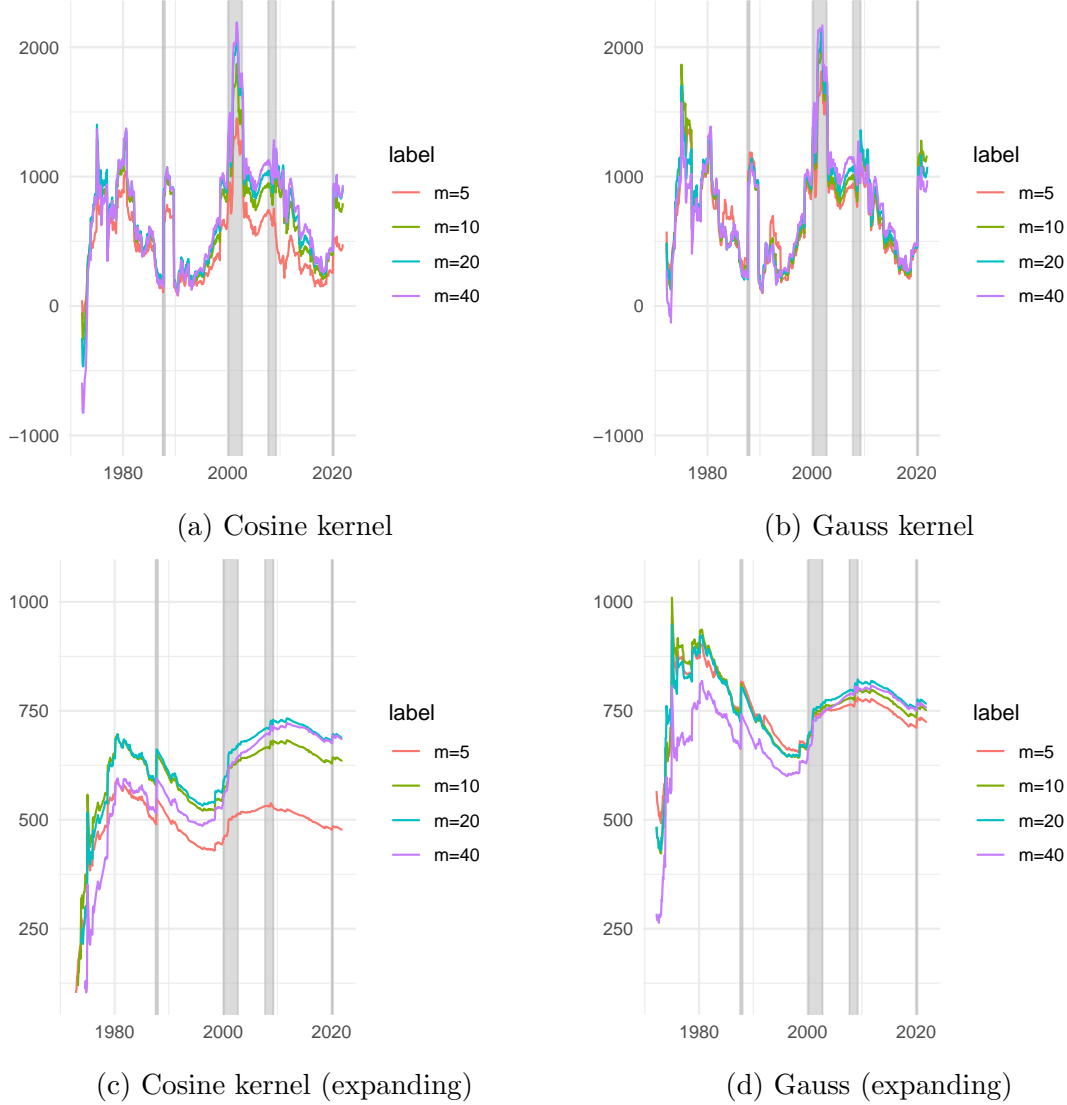 2000
1000
0
−1000
1980
2000
2020
label
m=5
m=10
m=20
m=40
(a) Cosine kernel
2000
1000
0
−1000
1980
2000
2020
label
m=5
m=10
m=20
m=40
(b) Gauss kernel
1000
750
500
250
1980
2000
2020
label
m=5
m=10
m=20
m=40
(c) Cosine kernel (expanding)
1000
750
500
250
1980
2000
2020
label
m=5
m=10
m=20
m=40
(d) Gauss (expanding)